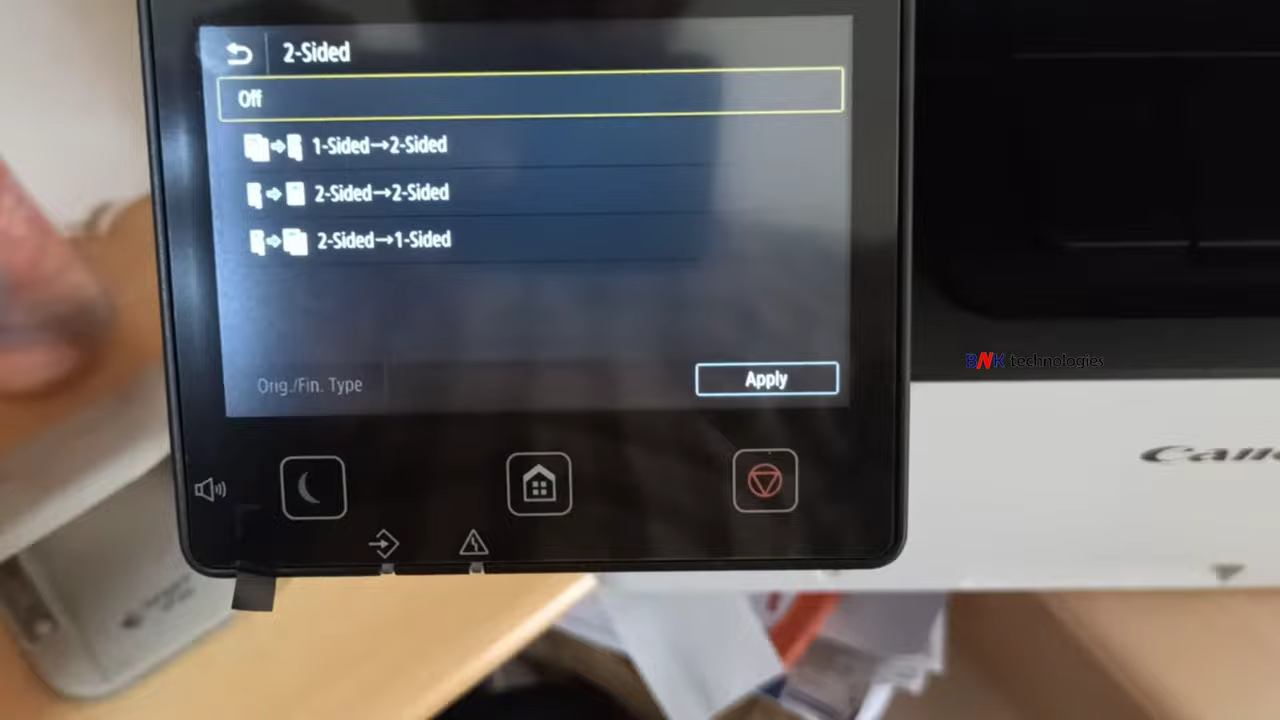 2-Sided
Off
1-Sided→2-Sided
2-Sided→2-Sided
2-Sided→1-Sided
Orig./Fin. Type
Apply
BNK technologies